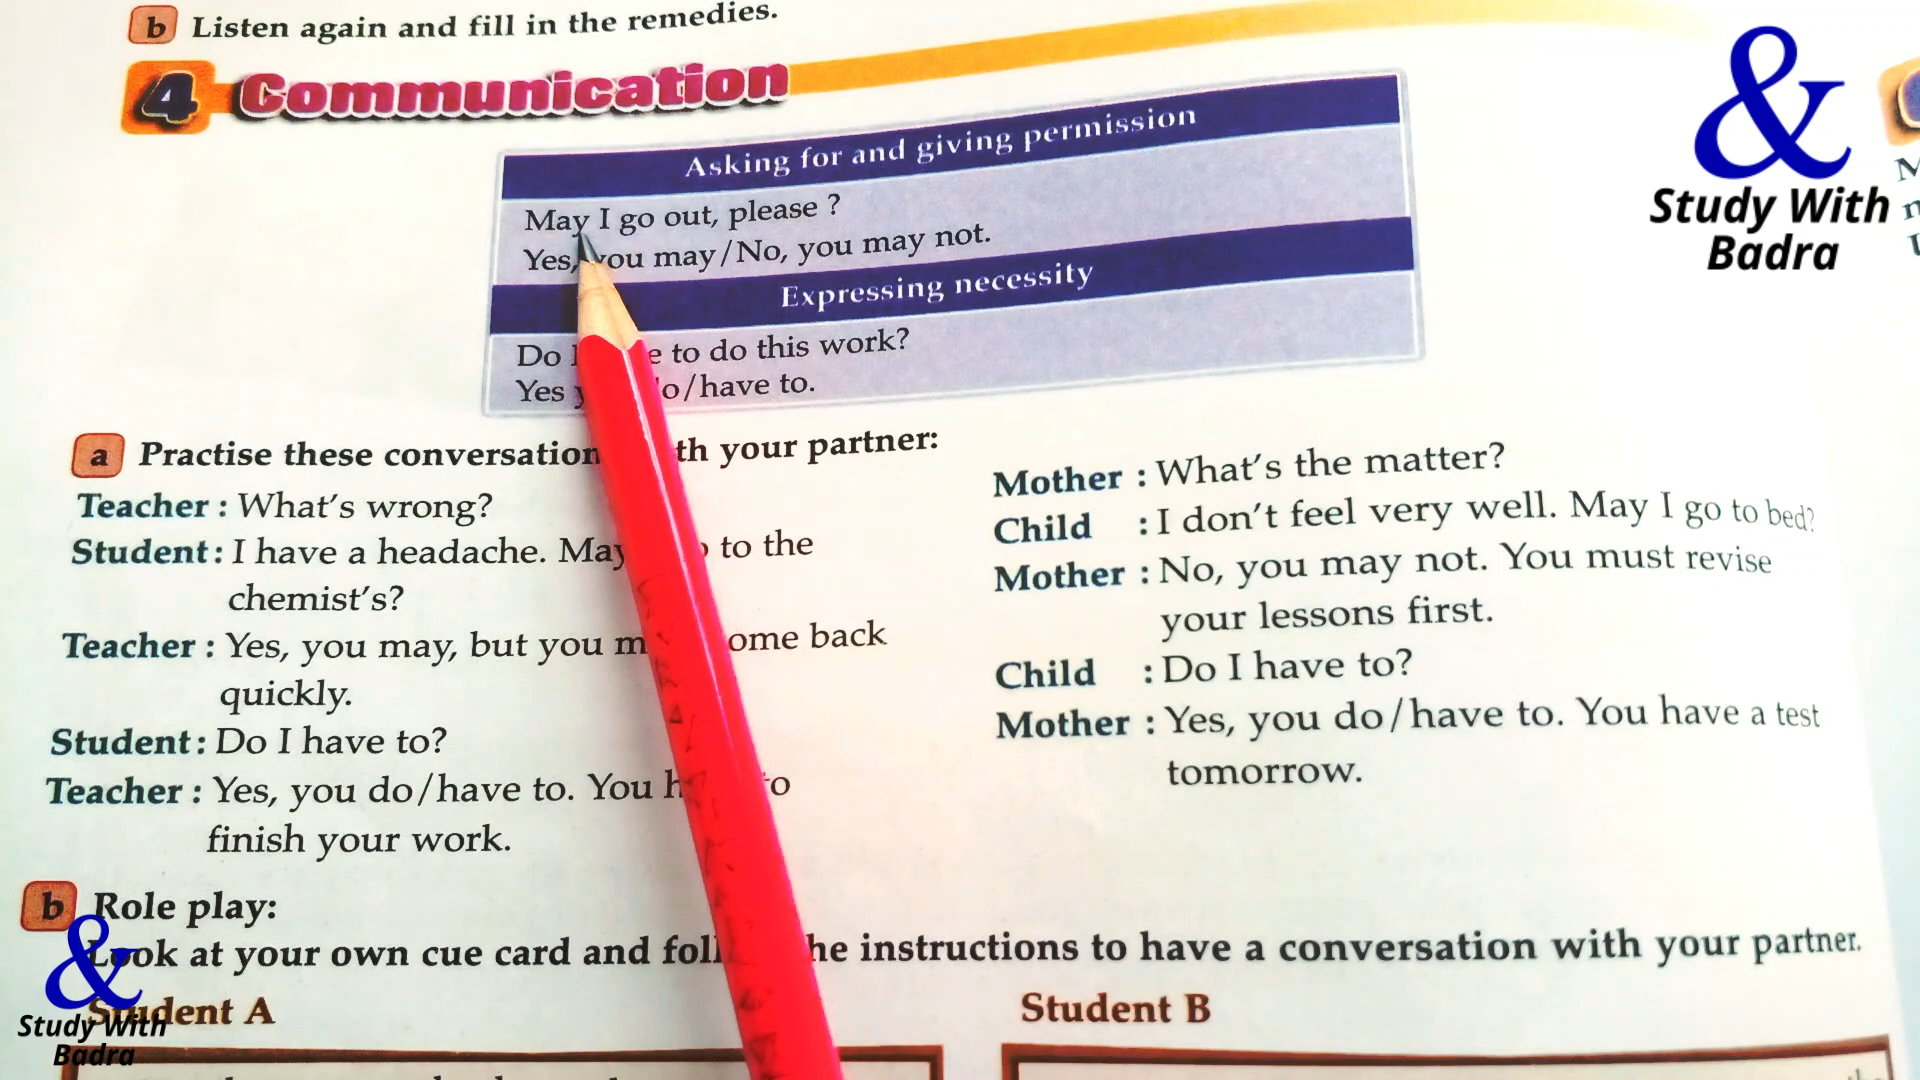 b Listen again and fill in the remedies.
4 Communication
Asking for and giving permission
May I go out, please ?
Yes, you may/No, you may not.
Expressing necessity
Do I to do this work?
Yes /have to.
a Practise these conversation your partner:
Teacher : What's wrong?
Student : I have a headache. May to the
chemist's?
Teacher : Yes, you may, but you come back
quickly.
Student : Do I have to?
Teacher : Yes, you do/have to. You to
finish your work.
Mother : What's the matter?
Child : I don't feel very well. May I go to bed?
Mother : No, you may not. You must revise
your lessons first.
Child : Do I have to?
Mother : Yes, you do/have to. You have a test
tomorrow.
b Role play:
Look at your own cue card and the instructions to have a conversation with your partner.
Student A
Student B
&
Study With
Badra
&
Study With
Badra